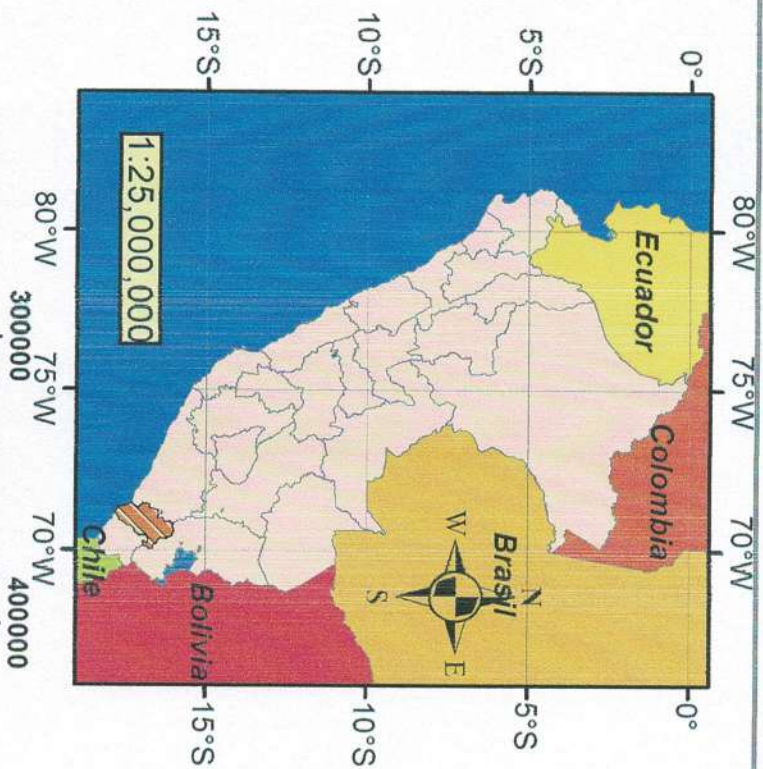 80°W
75°W
70°W
0°
0°
Colombia
Ecuador
5°S
5°S
Brasil
N
W
E
S
10°S
10°S
15°S
15°S
1:25,000,000
Bolivia
Chile
80°W
75°W
70°W
300000
400000